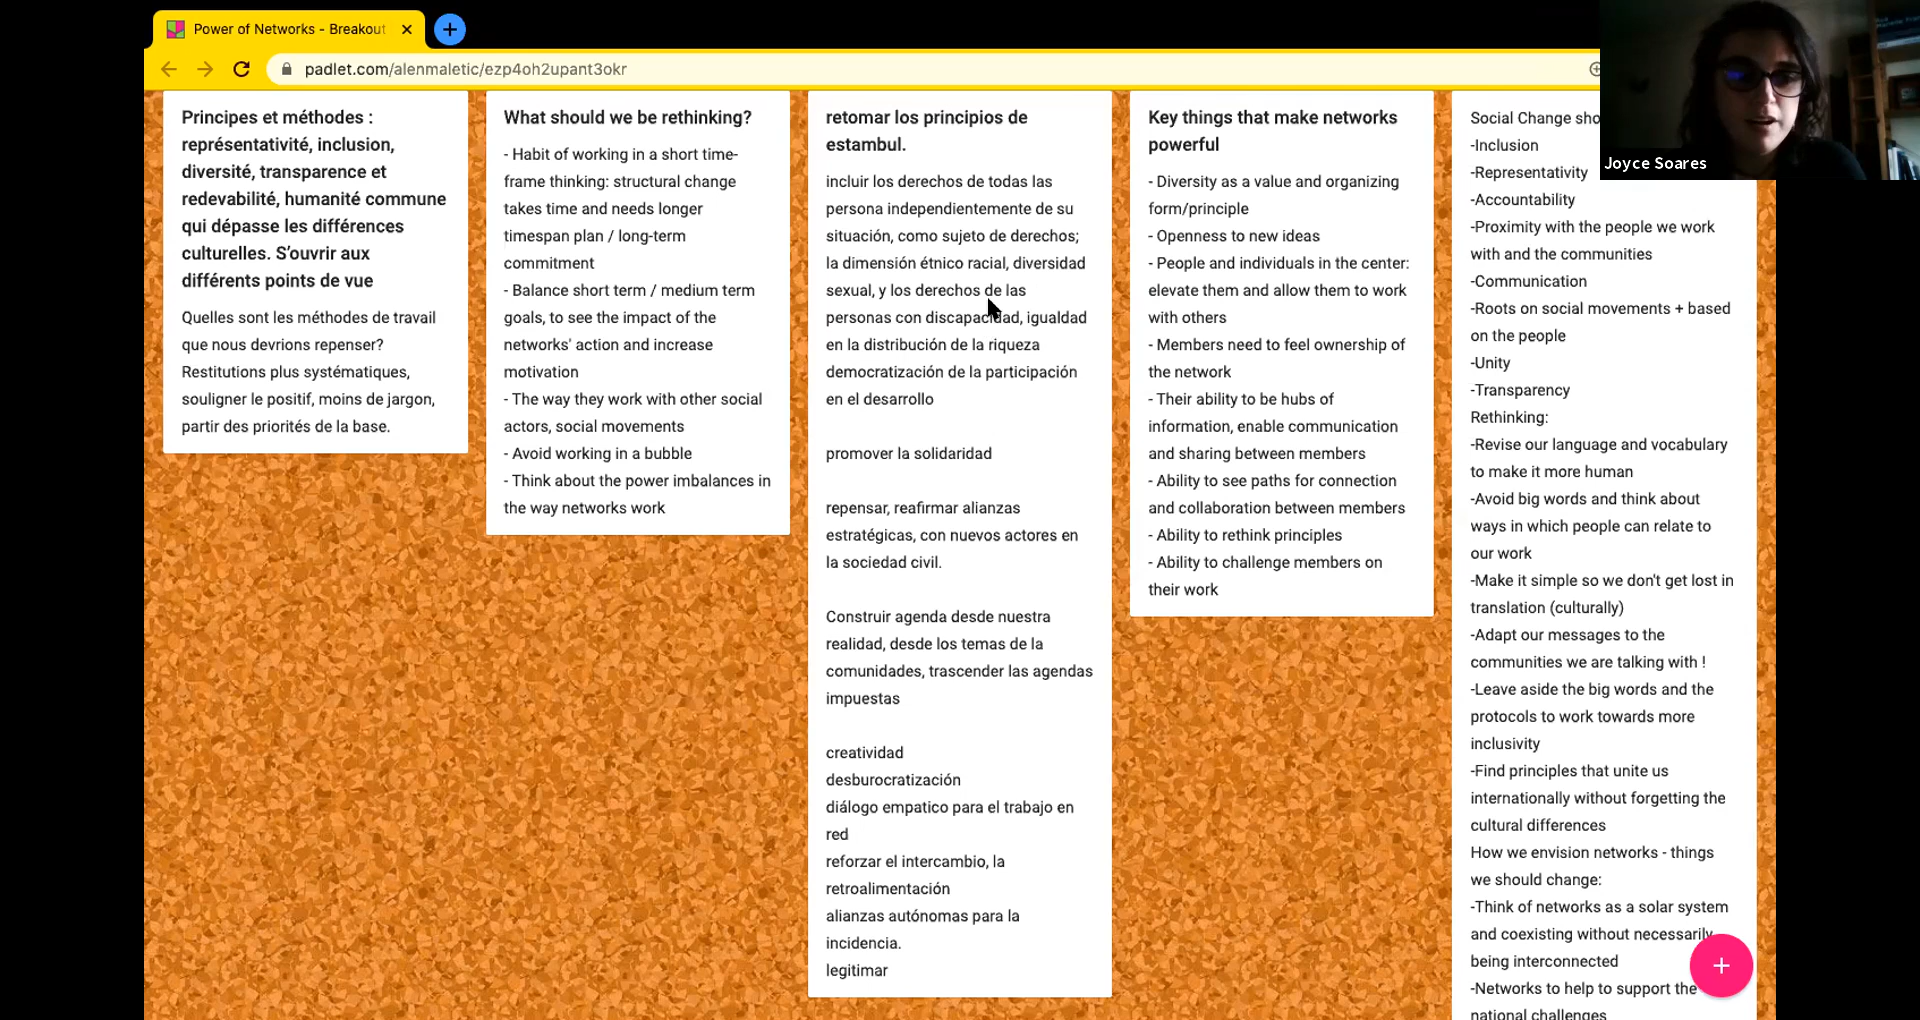 Power of Networks - Breakout
padlet.com/alenmaletic/ezp4oh2upant3okr
Joyce Soares
Principes et méthodes :
représentativité, inclusion,
diversité, transparence et
redevabilité, humanité commune
qui dépasse les différences
culturelles. S’ouvrir aux
différents points de vue
Quelles sont les méthodes de travail
que nous devrions repenser?
Restitutions plus systématiques,
souligner le positif, moins de jargon,
partir des priorités de la base.
What should we be rethinking?
- Habit of working in a short time-
frame thinking: structural change
takes time and needs longer
timespan plan / long-term
commitment
- Balance short term / medium term
goals, to see the impact of the
networks' action and increase
motivation
- The way they work with other social
actors, social movements
- Avoid working in a bubble
- Think about the power imbalances in
the way networks work
retomar los principios de
estambul.
incluir los derechos de todas las
persona independientemente de su
situación, como sujeto de derechos;
la dimensión étnico racial, diversidad
sexual, y los derechos de las
personas con discapacidad, igualdad
en la distribución de la riqueza
democratización de la participación
en el desarrollo
promover la solidaridad
repensar, reafirmar alianzas
estratégicas, con nuevos actores en
la sociedad civil.
Construir agenda desde nuestra
realidad, desde los temas de la
comunidades, trascender las agendas
impuestas
creatividad
desburocratización
diálogo empatico para el trabajo en
red
reforzar el intercambio, la
retroalimentación
alianzas autónomas para la
incidencia.
legitimar
Key things that make networks
powerful
- Diversity as a value and organizing
form/principle
- Openness to new ideas
- People and individuals in the center:
elevate them and allow them to work
with others
- Members need to feel ownership of
the network
- Their ability to be hubs of
information, enable communication
and sharing between members
- Ability to see paths for connection
and collaboration between members
- Ability to rethink principles
- Ability to challenge members on
their work
Social Change sho
-Inclusion
-Representativity
-Accountability
-Proximity with the people we work
with and the communities
-Communication
-Roots on social movements + based
on the people
-Unity
-Transparency
Rethinking:
-Revise our language and vocabulary
to make it more human
-Avoid big words and think about
ways in which people can relate to
our work
-Make it simple so we don't get lost in
translation (culturally)
-Adapt our messages to the
communities we are talking with !
-Leave aside the big words and the
protocols to work towards more
inclusivity
-Find principles that unite us
internationally without forgetting the
cultural differences
How we envision networks - things
we should change:
-Think of networks as a solar system
and coexisting without necessarily
being interconnected
-Networks to help to support the
national challenges